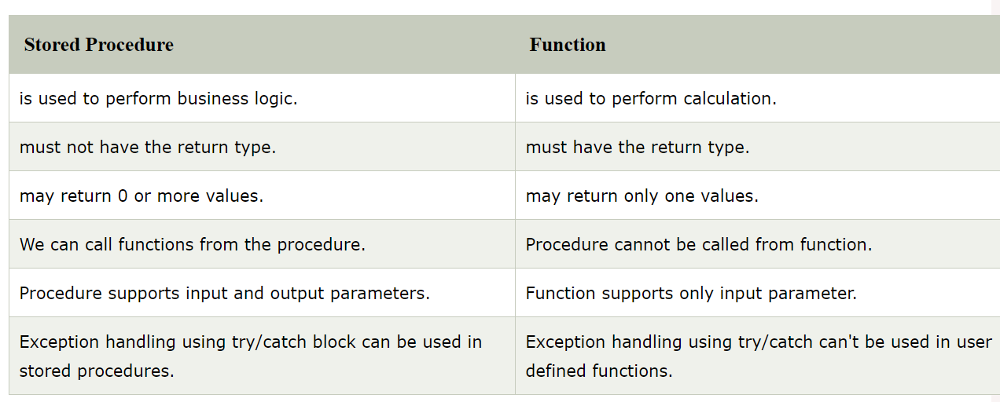 Stored Procedure Function
is used to perform business logic. is used to perform calculation.
must not have the return type. must have the return type.
may return 0 or more values. may return only one values.
We can call functions from the procedure. Procedure cannot be called from function.
Procedure supports input and output parameters. Function supports only input parameter.
Exception handling using try/catch block can be used in Exception handling using try/catch can't be used in user
stored procedures. defined functions.